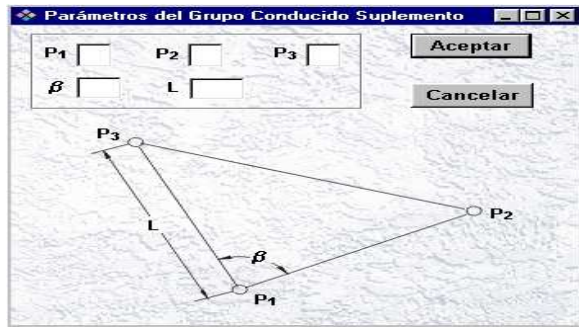 Parámetros del Grupo Conducido Suplemento
P1 P2 P3
β L
Aceptar
Cancelar
P3
L
β
P2
P1